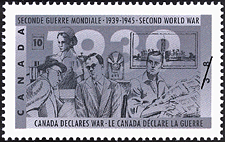 SECONDE GUERRE MONDIALE · 1939-1945 · SECOND WORLD WAR
1939
CANADA
10
CANADA DECLARES WAR · LE CANADA DÉCLARE LA GUERRE